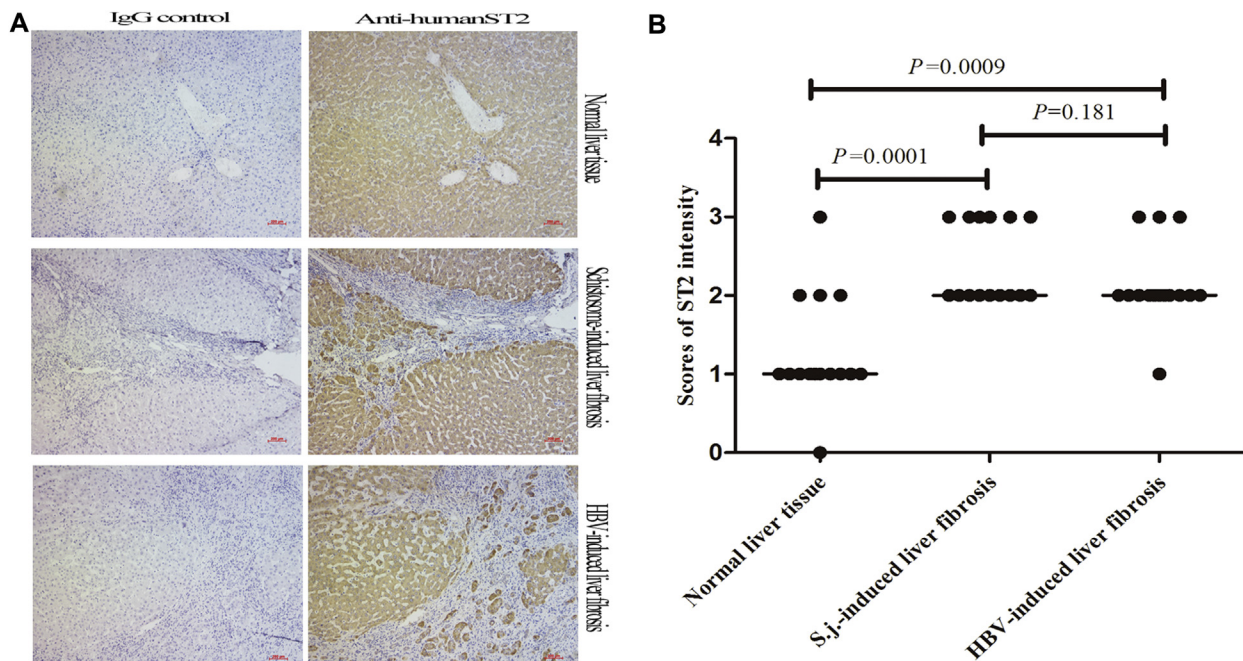 A
IgG control
Anti-humanST2
Normal liver tissue
Schistosome-induced liver fibrosis
HBV-induced liver fibrosis
B
P=0.0009
P=0.181
P=0.0001
Scores of ST2 intensity
4
3
2
1
0
Normal liver tissue
S.j.-induced liver fibrosis
HBV-induced liver fibrosis